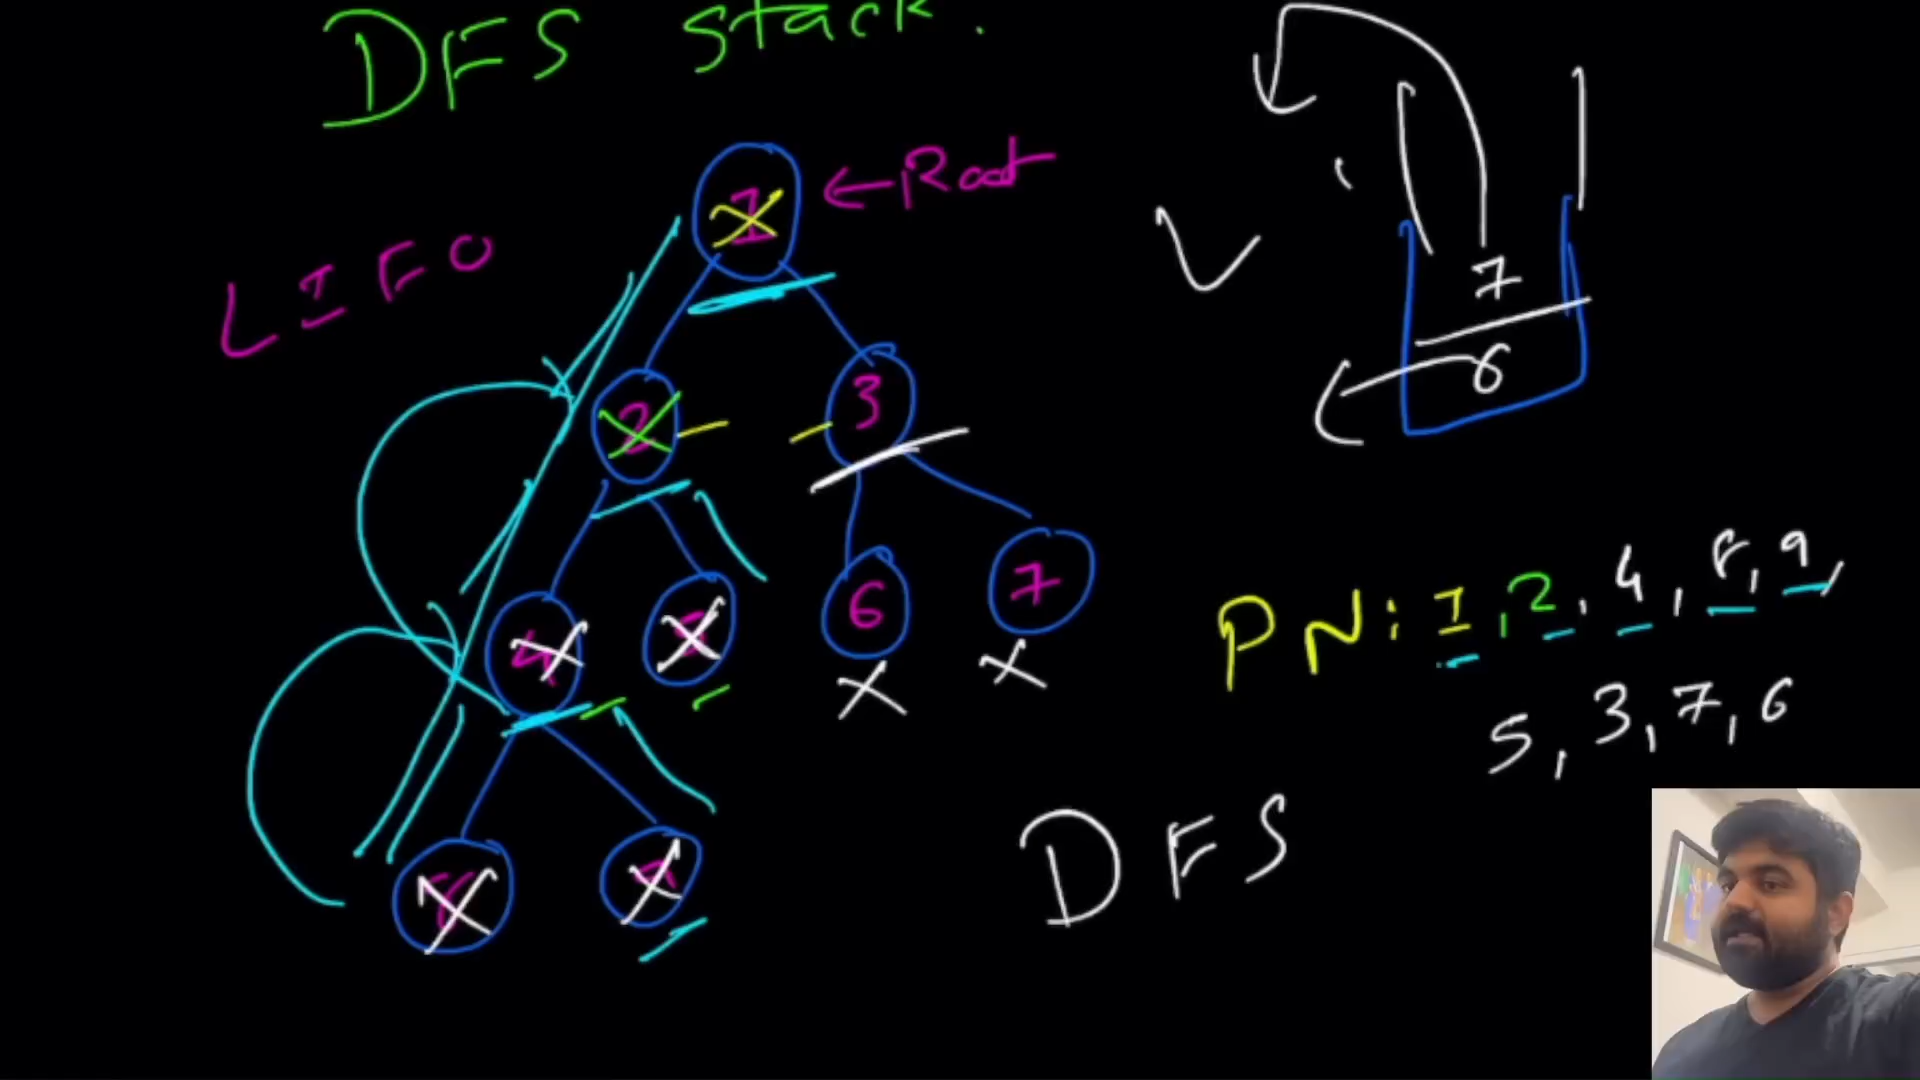 DFS stack.
1 ← Root
LIFO
7
2
3
6
6
7
4
PN: 1, 2, 4, 8, 9,
5, 3, 7, 6
DFS